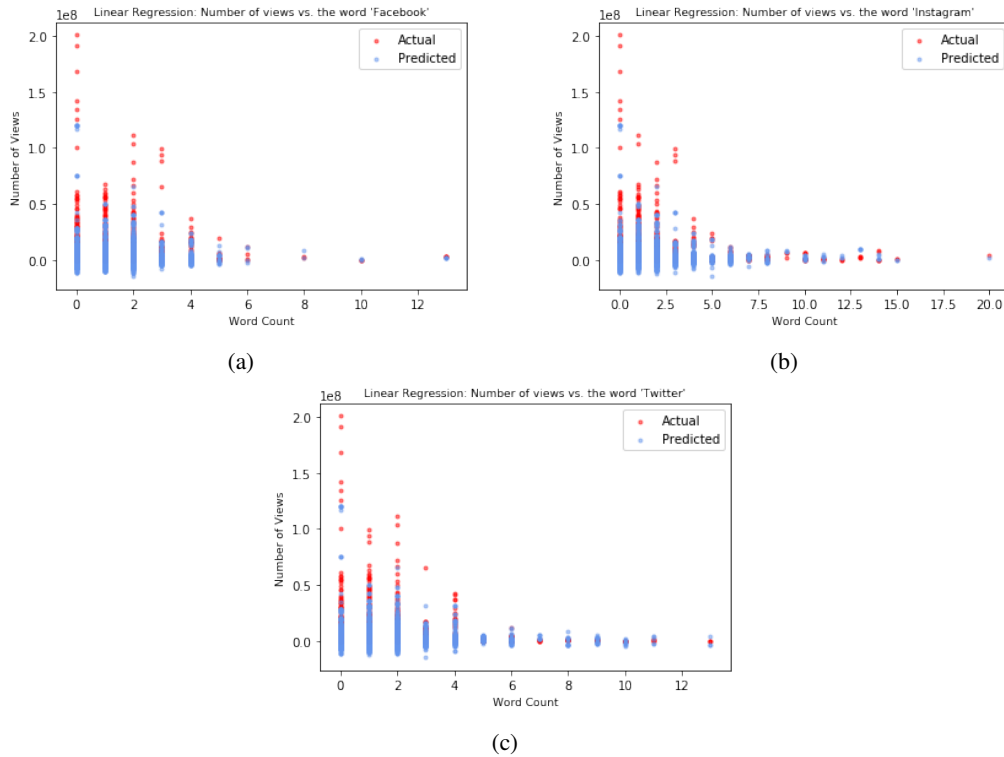 Linear Regression: Number of views vs. the word 'Facebook'
1e8
Actual
Predicted
2.0
1.5
1.0
0.5
0.0
Number of Views
0 2 4 6 8 10 12
Word Count
(a)
Linear Regression: Number of views vs. the word 'Instagram'
1e8
Actual
Predicted
2.0
1.5
1.0
0.5
0.0
Number of Views
0.0 2.5 5.0 7.5 10.0 12.5 15.0 17.5 20.0
Word Count
(b)
Linear Regression: Number of views vs. the word 'Twitter'
1e8
Actual
Predicted
2.0
1.5
1.0
0.5
0.0
Number of Views
0 2 4 6 8 10 12
Word Count
(c)